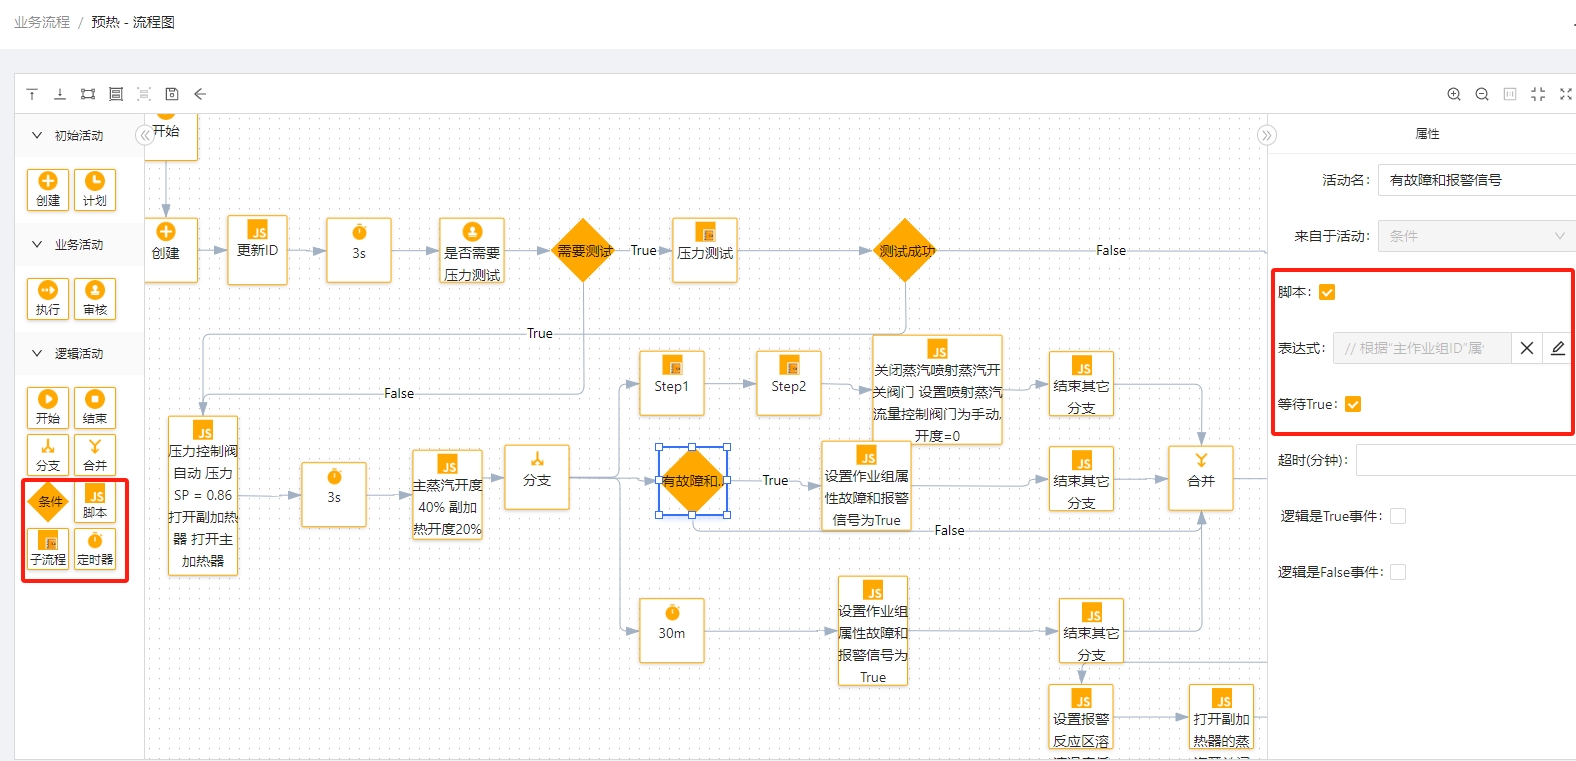 业务流程 / 预热 - 流程图
初始活动
创建
计划
业务活动
执行
审核
逻辑活动
开始
结束
分支
合并
条件
JS
脚本
子流程
定时器
开始
创建
JS
更新ID
3s
是否需要
压力测试
需要测试
True
压力测试
测试成功
False
True
False
JS
压力控制阀
自动 压力
SP = 0.86
打开副加热
器 打开主
加热器
3s
JS
主蒸汽开度
40% 副加
热开度20%
分支
Step1
Step2
JS
关闭蒸汽喷射蒸汽开
关阀门 设置喷射蒸汽
流量控制阀门为手动,
开度=0
JS
结束其它
分支
有故障和...
True
JS
设置作业组
属性故障和报警
信号为True
JS
结束其它
分支
合并
False
30m
JS
设置作业组
属性故障和
报警信号为
True
JS
结束其它
分支
JS
设置报警
反应区溶
JS
打开副加
热器的蒸
属性
活动名:
有故障和报警信号
来自于活动:
条件
脚本:
表达式:
// 根据"主作业组ID"属
等待True:
超时(分钟):
逻辑是True事件:
逻辑是False事件: